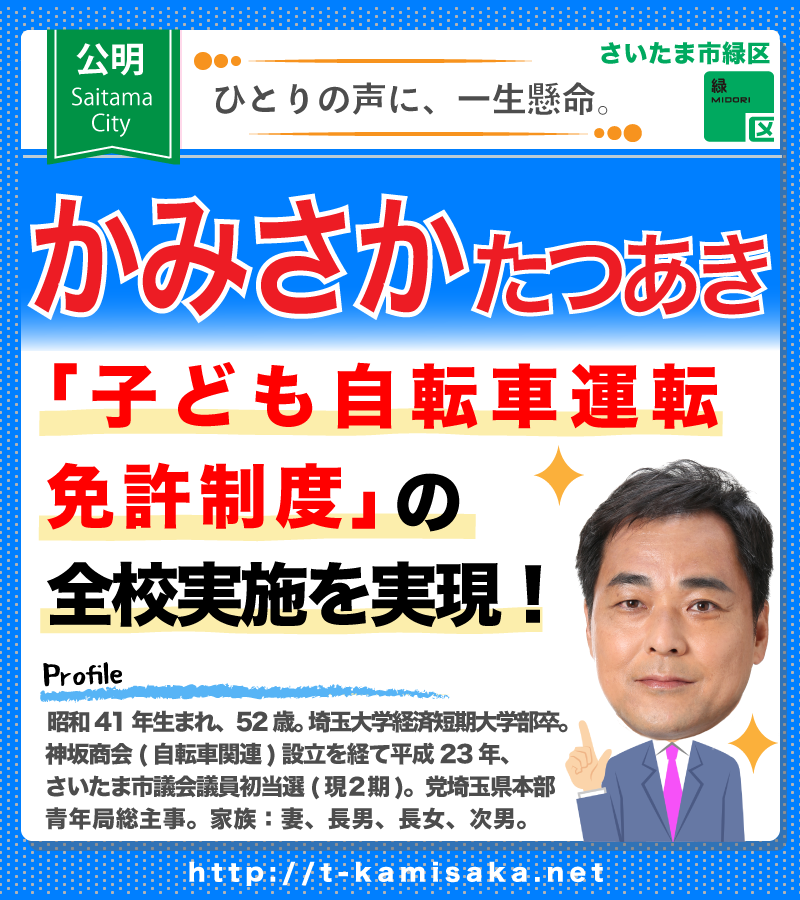 公明
Saitama
City
ひとりの声に、一生懸命。
さいたま市緑区
緑
MIDORI
区
かみさかたつあき
「子ども自転車運転
免許制度」の
全校実施を実現！
Profile
昭和41年生まれ、52歳。埼玉大学経済短期大学部卒。
神坂商会(自転車関連)設立を経て平成23年、
さいたま市議会議員初当選(現２期)。党埼玉県本部
青年局総主事。家族：妻、長男、長女、次男。
http://t-kamisaka.net